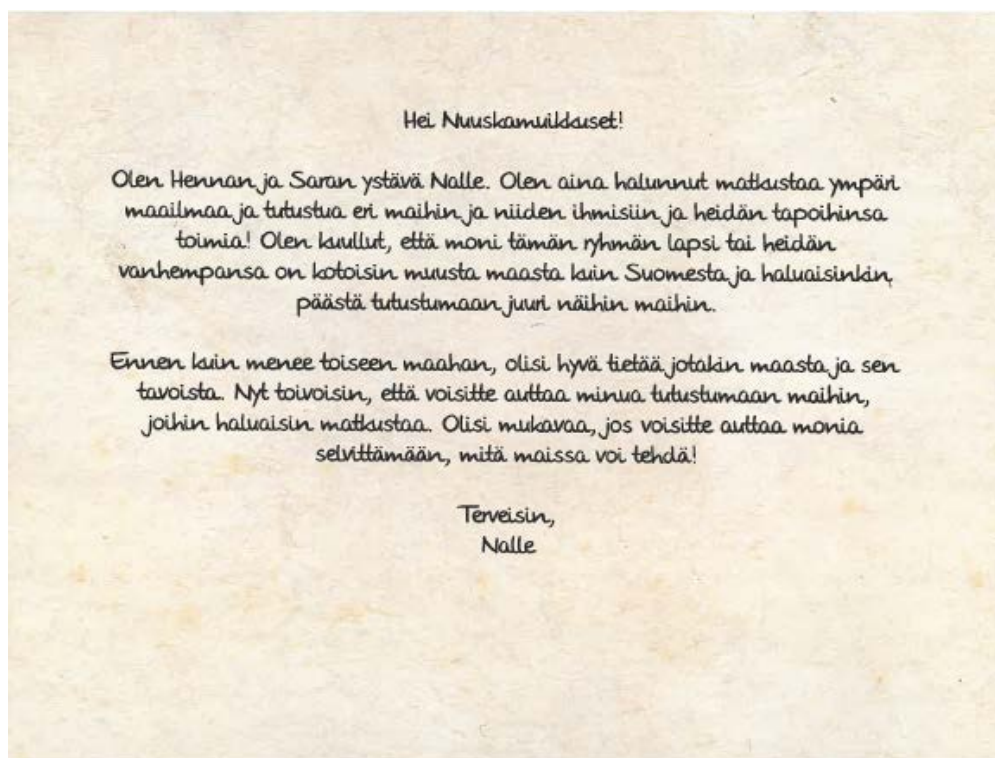 Hei Nuuskamuikkuset!
Olen Hennan ja Saran ystävä Nalle. Olen aina halunnut matkustaa ympäri
maailmaa ja tutustua eri maihin ja niiden ihmisiin ja heidän tapoihinsa
toimia! Olen kuullut, että moni tämän ryhmän lapsi tai heidän
vanhempansa on kotoisin muusta maasta kuin Suomesta ja haluaisinkin,
päästä tutustumaan juuri näihin maihin.
Ennen kuin menee toiseen maahan, olisi hyvä tietää jotakin maasta ja sen
tavoista. Nyt toivoisin, että voisitte auttaa minua tutustumaan maihin,
joihin haluaisin matkustaa. Olisi mukavaa, jos voisitte auttaa monia
selvittämään, mitä maissa voi tehdä!
Terveisin,
Nalle